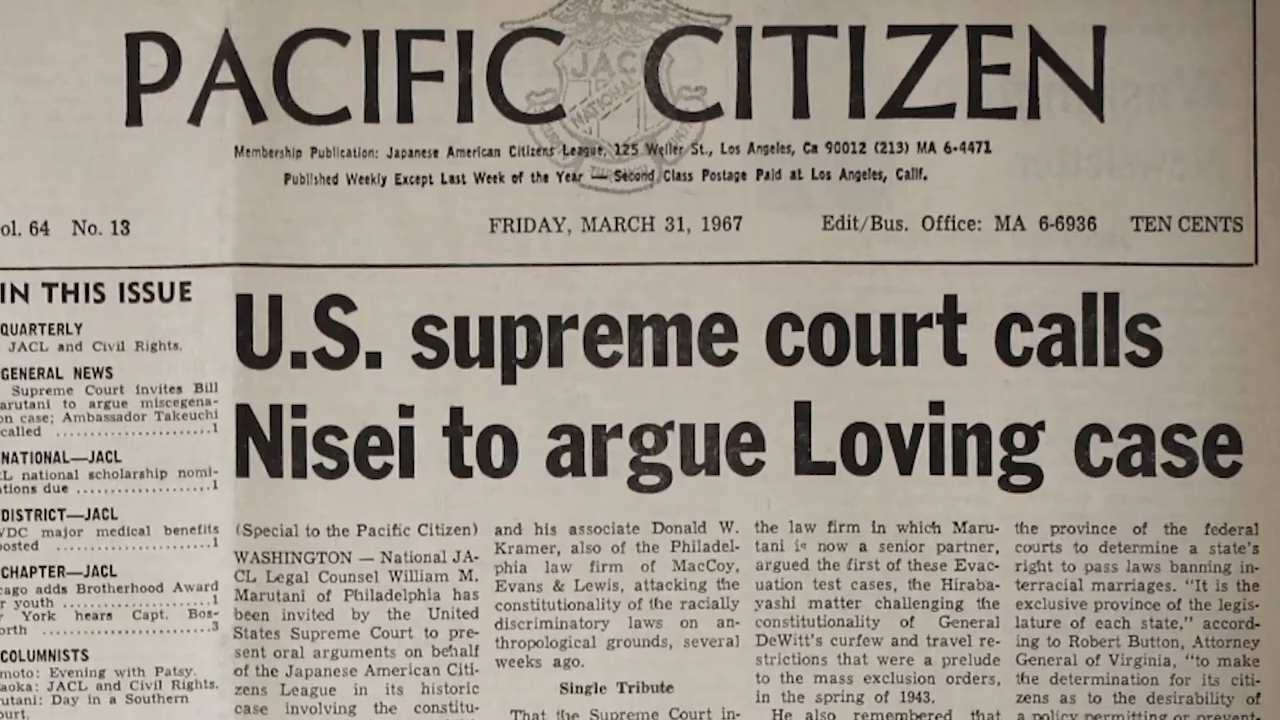 PACIFIC CITIZEN
JACL
NATIONAL
Membership Publication: Japanese American Citizens League, 125 Weller St., Los Angeles, Ca 90012 (213) MA 6-4471
Published Weekly Except Last Week of the Year — Second Class Postage Paid at Los Angeles, Calif.
ol. 64 No. 13 FRIDAY, MARCH 31, 1967 Edit/Bus. Office: MA 6-6936 TEN CENTS
IN THIS ISSUE
QUARTERLY
JACL and Civil Rights.
GENERAL NEWS
Supreme Court invites Bill
arutani to argue miscegena-
on case; Ambassador Takeuchi
called ......................1
NATIONAL—JACL
L national scholarship nomi-
ations due ...................1
DISTRICT—JACL
DC major medical benefits
osted ......................1
CHAPTER—JACL
cago adds Brotherhood Award
r youth ......................1
York hears Capt. Bos-
orth ......................3
COLUMNISTS
moto: Evening with Patsy.
aoka: JACL and Civil Rights.
rutani: Day in a Southern
ourt.
U.S. supreme court calls
Nisei to argue Loving case
(Special to the Pacific Citizen)
WASHINGTON — National JA-
CL Legal Counsel William M.
Marutani of Philadelphia has
been invited by the United
States Supreme Court to pre-
sent oral arguments on behalf
of the Japanese American Citi-
zens League in its historic
case involving the constitu-
and his associate Donald W.
Kramer, also of the Philadel-
phia law firm of MacCoy,
Evans & Lewis, attacking the
constitutionality of the racially
discriminatory laws on an-
thropological grounds, several
weeks ago.
Single Tribute
That the Supreme Court in-
the law firm in which Maru-
tani is now a senior partner,
argued the first of these Evac-
uation test cases, the Hiraba-
yashi matter challenging the
constitutionality of General
DeWitt's curfew and travel re-
strictions that were a prelude
to the mass exclusion orders,
in the spring of 1943.
He also remembered that
the province of the federal
courts to determine a state's
right to pass laws banning in-
terracial marriages. "It is the
exclusive province of the legis-
lature of each state," accord-
ing to Robert Button, Attorney
General of Virginia, "to make
the determination for its citi-
zens as to the desirability of
a policy permitting or prevent-